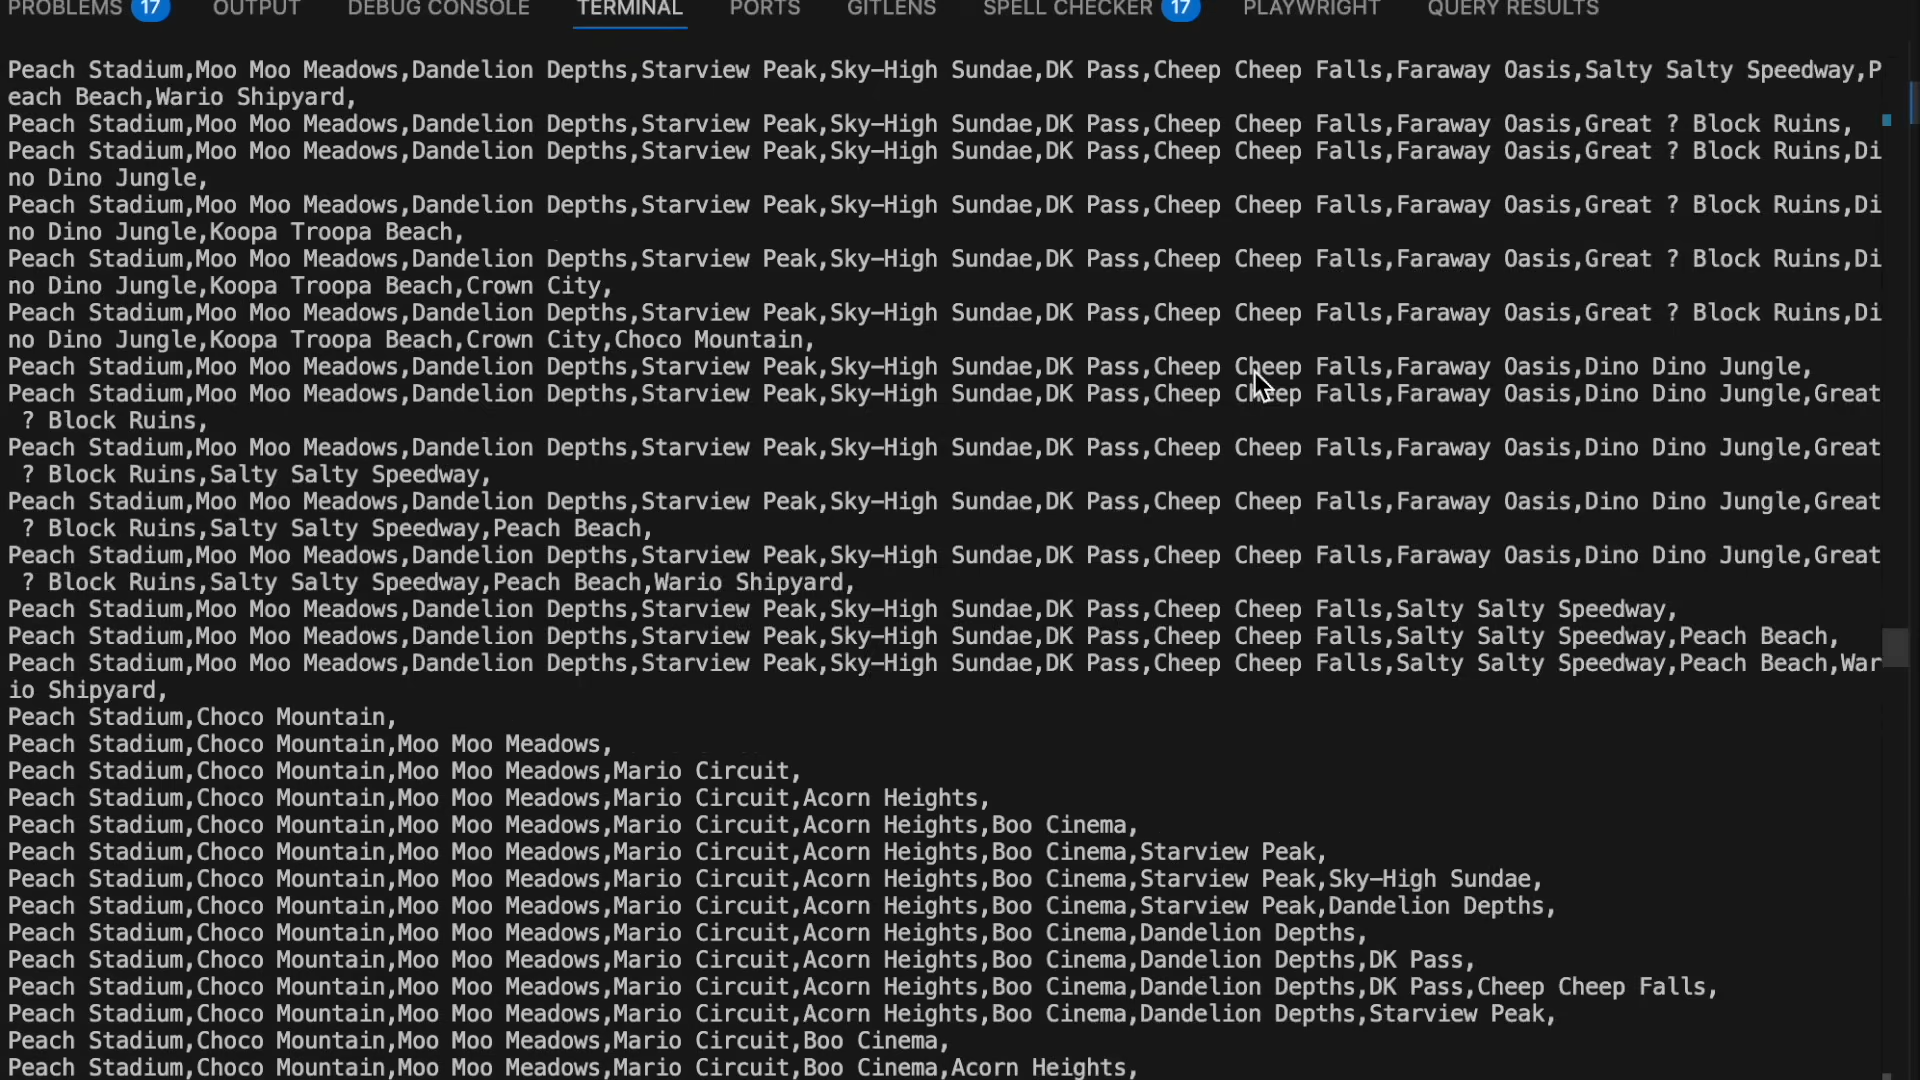 PROBLEMS 17 OUTPUT DEBUG CONSOLE TERMINAL PORTS GITLENS SPELL CHECKER 17 PLAYWRIGHT QUERY RESULTS
Peach Stadium,Moo Moo Meadows,Dandelion Depths,Starview Peak,Sky-High Sundae,DK Pass,Cheep Cheep Falls,Faraway Oasis,Salty Salty Speedway,P
each Beach,Wario Shipyard,
Peach Stadium,Moo Moo Meadows,Dandelion Depths,Starview Peak,Sky-High Sundae,DK Pass,Cheep Cheep Falls,Faraway Oasis,Great ? Block Ruins,
Peach Stadium,Moo Moo Meadows,Dandelion Depths,Starview Peak,Sky-High Sundae,DK Pass,Cheep Cheep Falls,Faraway Oasis,Great ? Block Ruins,Di
no Dino Jungle,
Peach Stadium,Moo Moo Meadows,Dandelion Depths,Starview Peak,Sky-High Sundae,DK Pass,Cheep Cheep Falls,Faraway Oasis,Great ? Block Ruins,Di
no Dino Jungle,Koopa Troopa Beach,
Peach Stadium,Moo Moo Meadows,Dandelion Depths,Starview Peak,Sky-High Sundae,DK Pass,Cheep Cheep Falls,Faraway Oasis,Great ? Block Ruins,Di
no Dino Jungle,Koopa Troopa Beach,Crown City,
Peach Stadium,Moo Moo Meadows,Dandelion Depths,Starview Peak,Sky-High Sundae,DK Pass,Cheep Cheep Falls,Faraway Oasis,Great ? Block Ruins,Di
no Dino Jungle,Koopa Troopa Beach,Crown City,Choco Mountain,
Peach Stadium,Moo Moo Meadows,Dandelion Depths,Starview Peak,Sky-High Sundae,DK Pass,Cheep Cheep Falls,Faraway Oasis,Dino Dino Jungle,
Peach Stadium,Moo Moo Meadows,Dandelion Depths,Starview Peak,Sky-High Sundae,DK Pass,Cheep Cheep Falls,Faraway Oasis,Dino Dino Jungle,Great
 ? Block Ruins,
Peach Stadium,Moo Moo Meadows,Dandelion Depths,Starview Peak,Sky-High Sundae,DK Pass,Cheep Cheep Falls,Faraway Oasis,Dino Dino Jungle,Great
 ? Block Ruins,Salty Salty Speedway,
Peach Stadium,Moo Moo Meadows,Dandelion Depths,Starview Peak,Sky-High Sundae,DK Pass,Cheep Cheep Falls,Faraway Oasis,Dino Dino Jungle,Great
 ? Block Ruins,Salty Salty Speedway,Peach Beach,
Peach Stadium,Moo Moo Meadows,Dandelion Depths,Starview Peak,Sky-High Sundae,DK Pass,Cheep Cheep Falls,Faraway Oasis,Dino Dino Jungle,Great
 ? Block Ruins,Salty Salty Speedway,Peach Beach,Wario Shipyard,
Peach Stadium,Moo Moo Meadows,Dandelion Depths,Starview Peak,Sky-High Sundae,DK Pass,Cheep Cheep Falls,Salty Salty Speedway,
Peach Stadium,Moo Moo Meadows,Dandelion Depths,Starview Peak,Sky-High Sundae,DK Pass,Cheep Cheep Falls,Salty Salty Speedway,Peach Beach,
Peach Stadium,Moo Moo Meadows,Dandelion Depths,Starview Peak,Sky-High Sundae,DK Pass,Cheep Cheep Falls,Salty Salty Speedway,Peach Beach,War
io Shipyard,
Peach Stadium,Choco Mountain,
Peach Stadium,Choco Mountain,Moo Moo Meadows,
Peach Stadium,Choco Mountain,Moo Moo Meadows,Mario Circuit,
Peach Stadium,Choco Mountain,Moo Moo Meadows,Mario Circuit,Acorn Heights,
Peach Stadium,Choco Mountain,Moo Moo Meadows,Mario Circuit,Acorn Heights,Boo Cinema,
Peach Stadium,Choco Mountain,Moo Moo Meadows,Mario Circuit,Acorn Heights,Boo Cinema,Starview Peak,
Peach Stadium,Choco Mountain,Moo Moo Meadows,Mario Circuit,Acorn Heights,Boo Cinema,Starview Peak,Sky-High Sundae,
Peach Stadium,Choco Mountain,Moo Moo Meadows,Mario Circuit,Acorn Heights,Boo Cinema,Starview Peak,Dandelion Depths,
Peach Stadium,Choco Mountain,Moo Moo Meadows,Mario Circuit,Acorn Heights,Boo Cinema,Dandelion Depths,
Peach Stadium,Choco Mountain,Moo Moo Meadows,Mario Circuit,Acorn Heights,Boo Cinema,Dandelion Depths,DK Pass,
Peach Stadium,Choco Mountain,Moo Moo Meadows,Mario Circuit,Acorn Heights,Boo Cinema,Dandelion Depths,DK Pass,Cheep Cheep Falls,
Peach Stadium,Choco Mountain,Moo Moo Meadows,Mario Circuit,Acorn Heights,Boo Cinema,Dandelion Depths,Starview Peak,
Peach Stadium,Choco Mountain,Moo Moo Meadows,Mario Circuit,Boo Cinema,
Peach Stadium,Choco Mountain,Moo Moo Meadows,Mario Circuit,Boo Cinema,Acorn Heights,